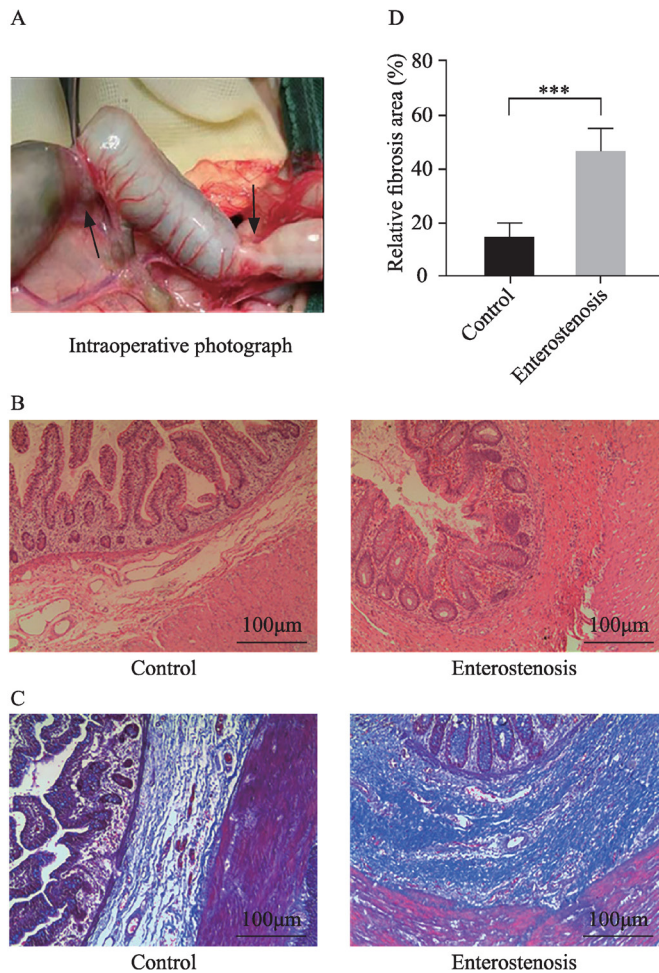 A
Intraoperative photograph
D
Relative fibrosis area (%)
80
60
40
20
0
***
Control
Enterostenosis
B
100μm
100μm
Control
Enterostenosis
C
100μm
100μm
Control
Enterostenosis